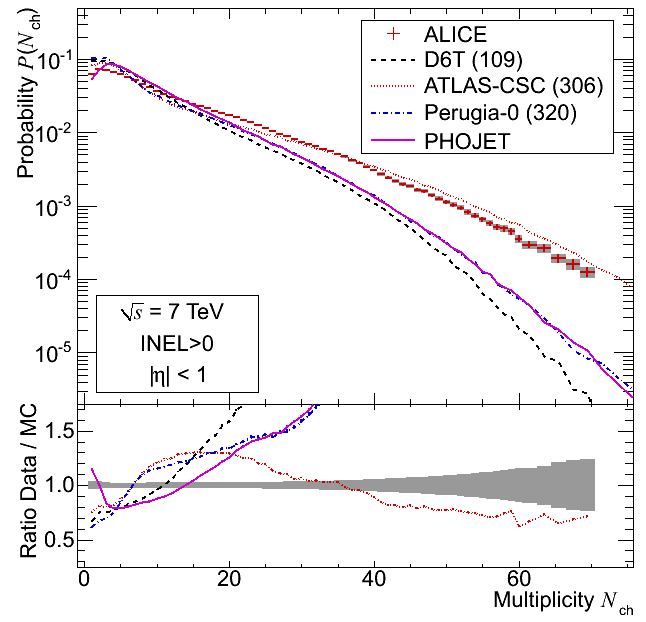 Probability P(N_ch)
10^-1
10^-2
10^-3
10^-4
10^-5
ALICE
D6T (109)
ATLAS-CSC (306)
Perugia-0 (320)
PHOJET
√s = 7 TeV
INEL>0
|η| < 1
Ratio Data / MC
1.5
1.0
0.5
0 20 40 60
Multiplicity N_ch